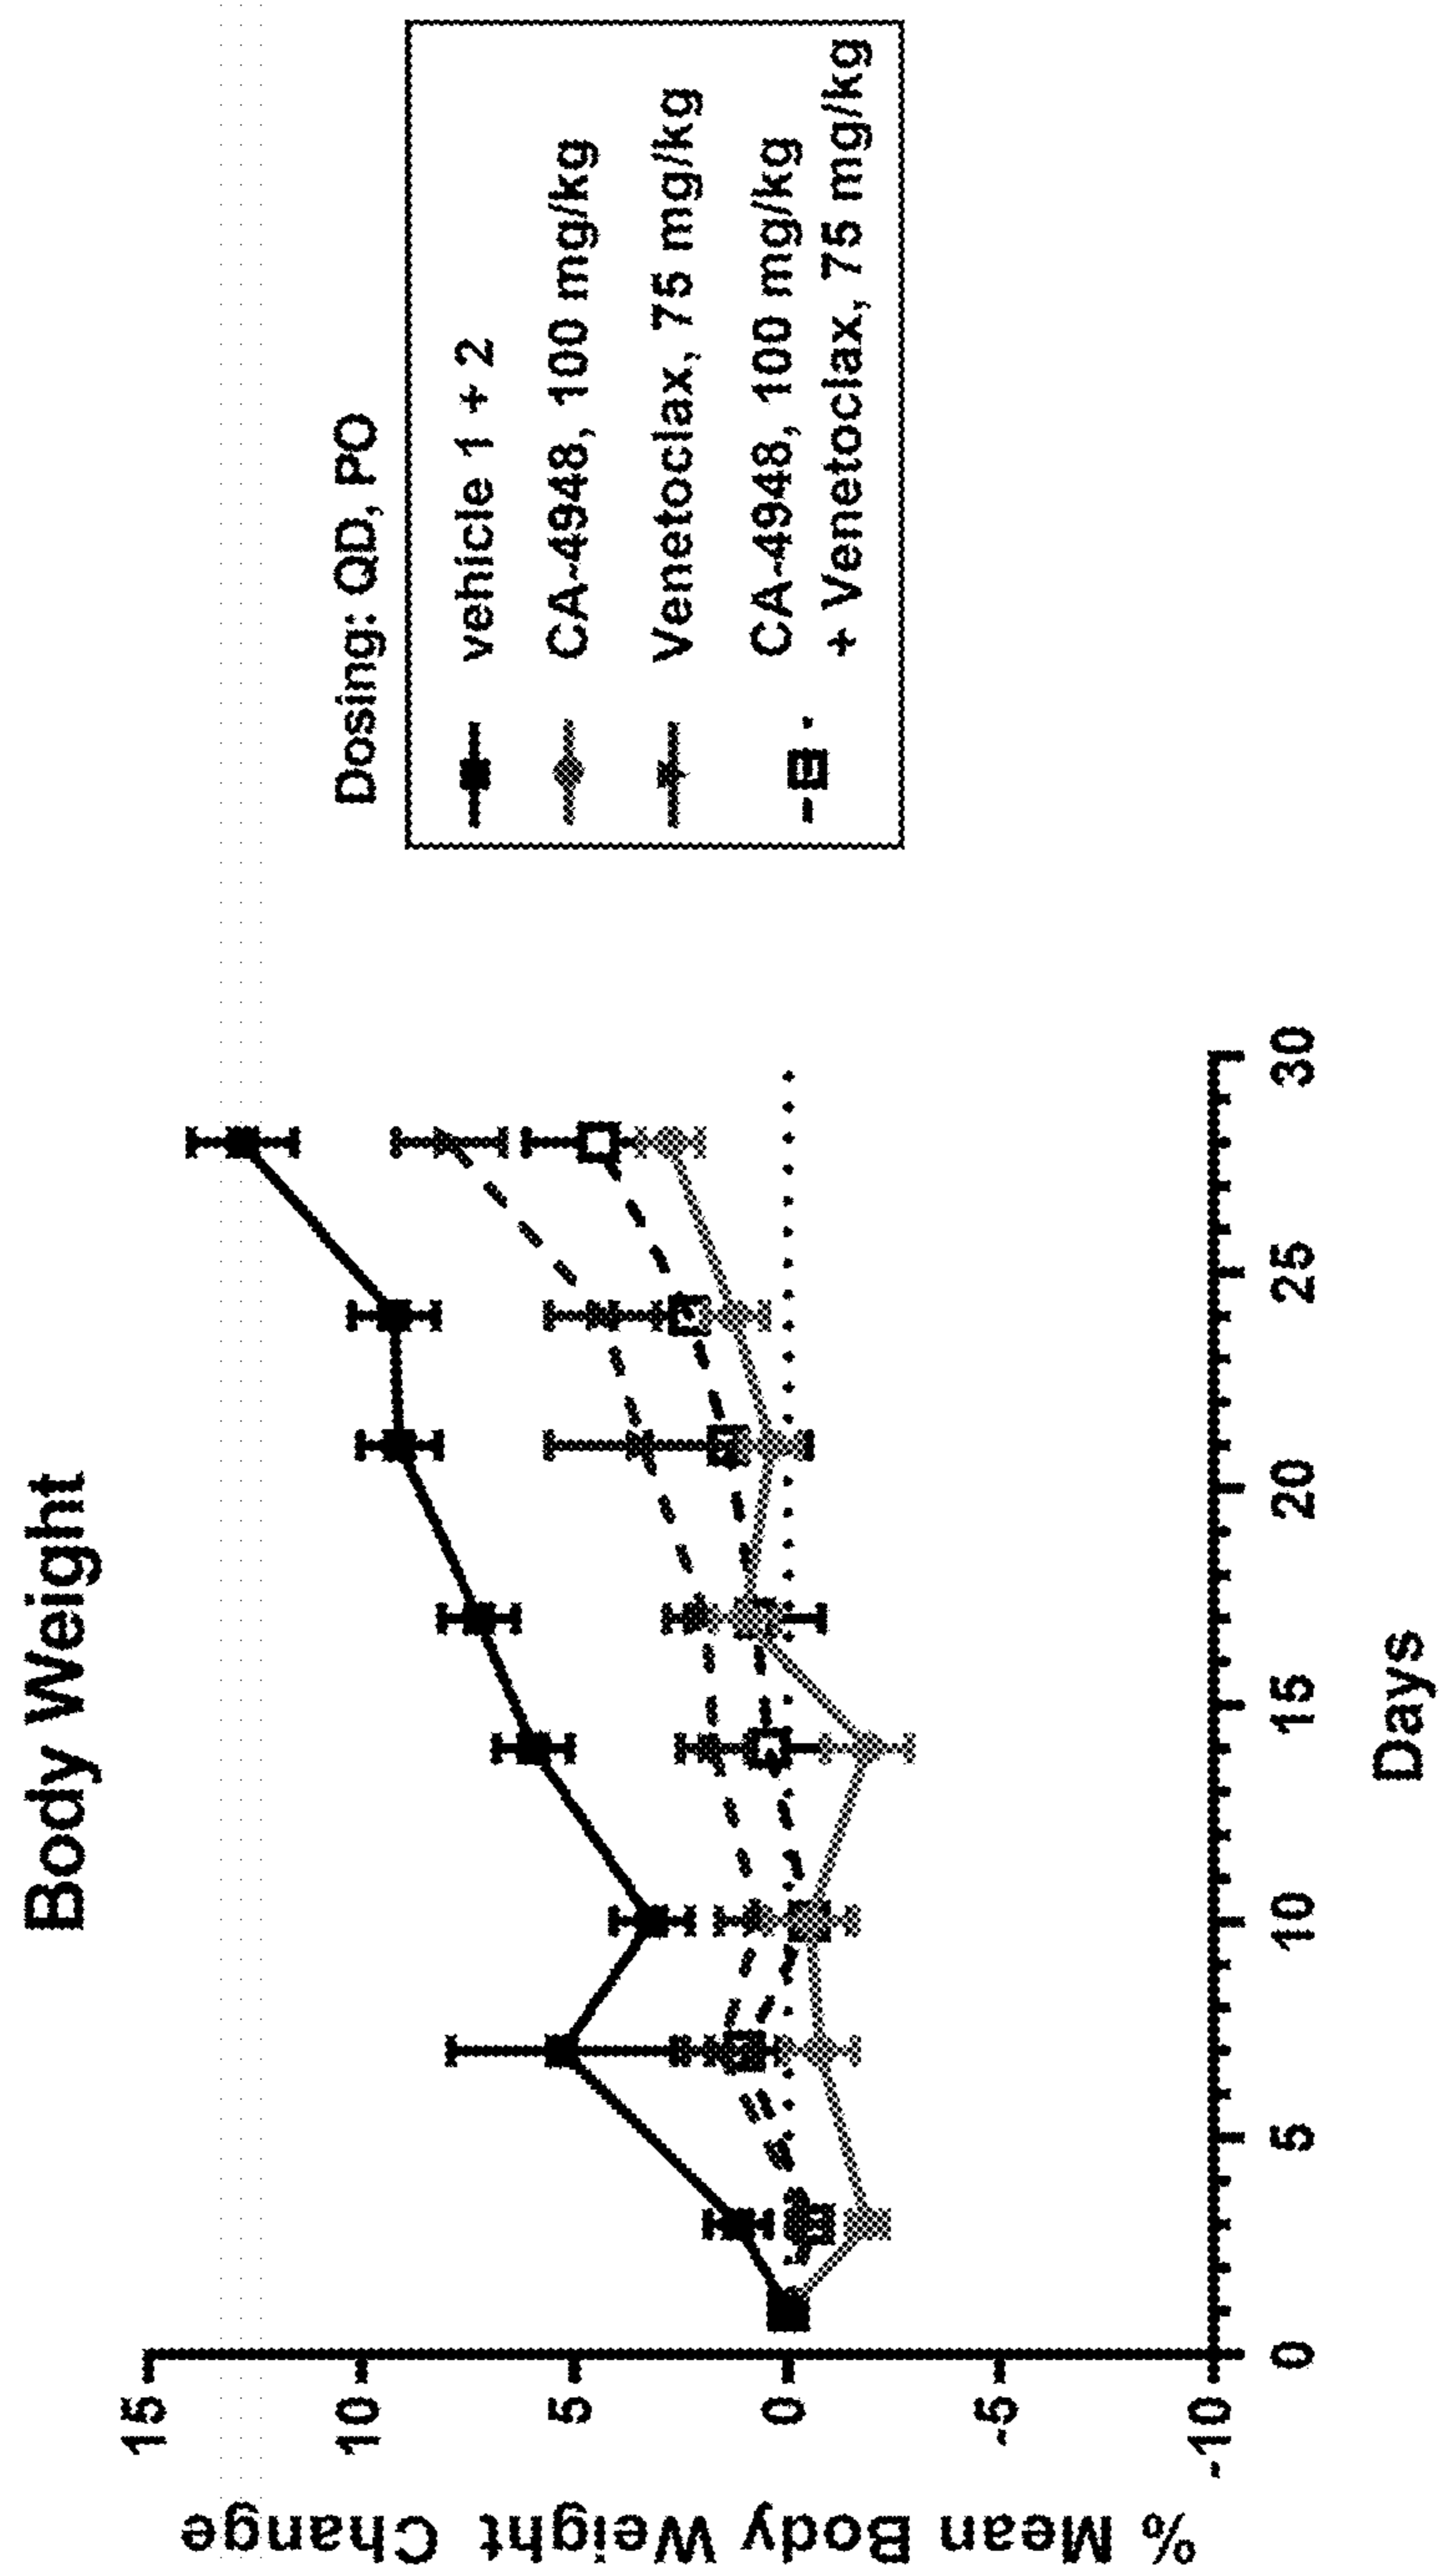 Body Weight
% Mean Body Weight Change
15
10
5
0
-5
-10
0
5
10
15
20
25
30
Days
Dosing: QD, PO
vehicle 1 + 2
CA-4948, 100 mg/kg
Venetoclax, 75 mg/kg
CA-4948, 100 mg/kg
+ Venetoclax, 75 mg/kg